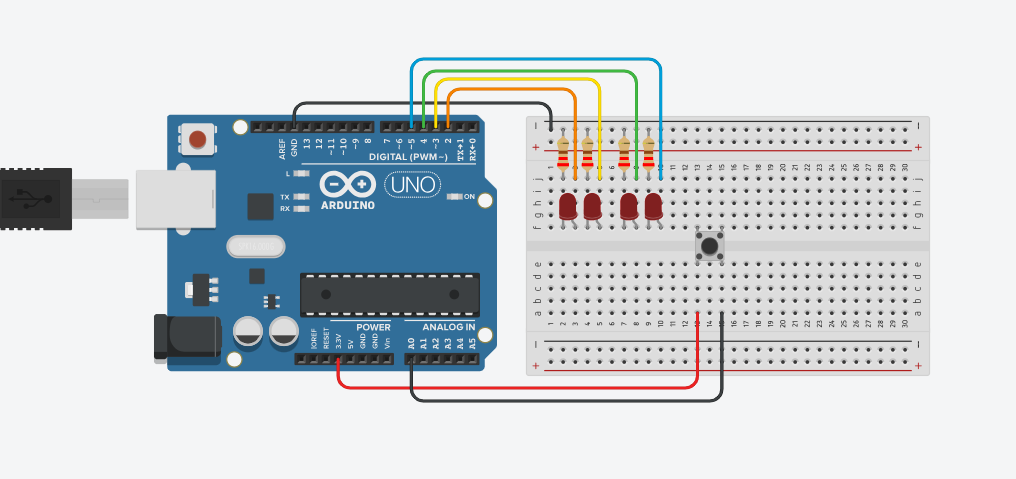 AREF
GND
13
12
~11
~10
~9
8
7
~6
~5
4
~3
2
TX→1
RX←0
DIGITAL (PWM~)
L
TX
RX
ARDUINO
UNO
ON
IOREF
RESET
3.3V
5V
GND
GND
Vin
POWER
ANALOG IN
A0
A1
A2
A3
A4
A5
− −
+ +
1 2 3 4 5 6 7 8 9 10 11 12 13 14 15 16 17 18 19 20 21 22 23 24 25 26 27 28 29 30
j j
i i
h h
g g
f f
e e
d d
c c
b b
a a
1 2 3 4 5 6 7 8 9 10 11 12 13 14 15 16 17 18 19 20 21 22 23 24 25 26 27 28 29 30
− −
+ +